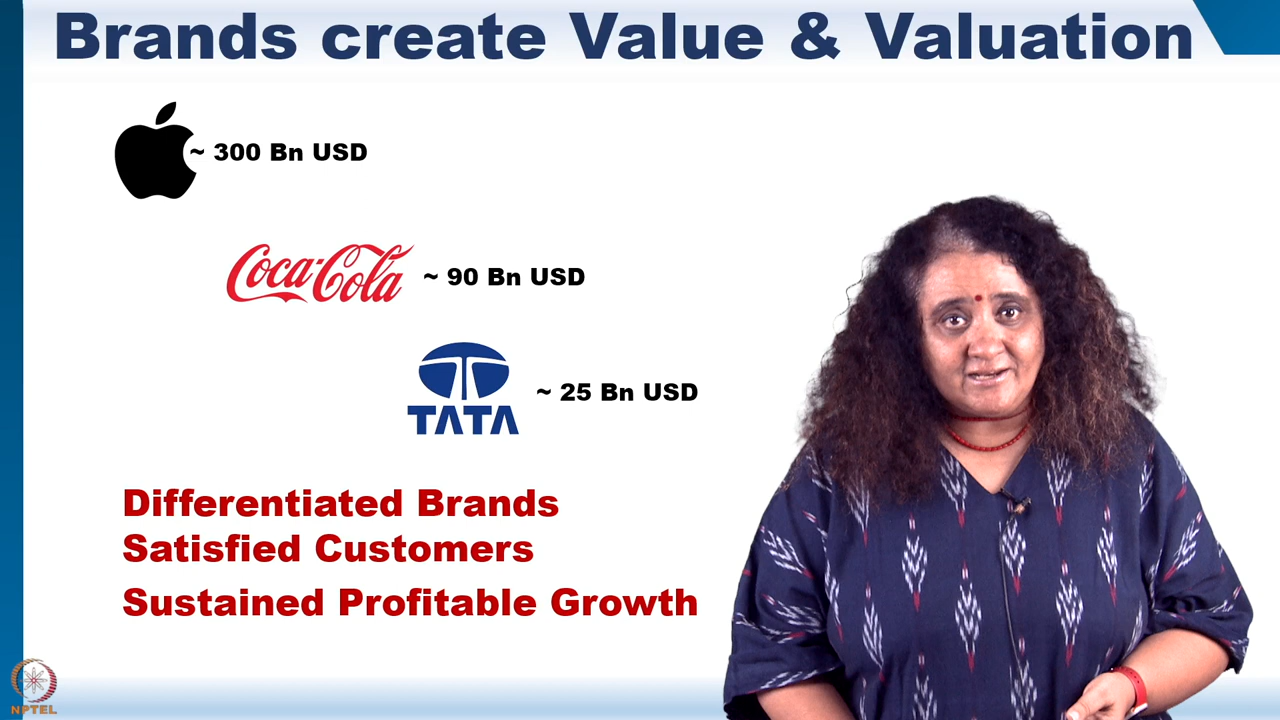 Brands create Value & Valuation
~ 300 Bn USD
Coca-Cola ~ 90 Bn USD
~ 25 Bn USD
TATA
Differentiated Brands
Satisfied Customers
Sustained Profitable Growth
NPTEL